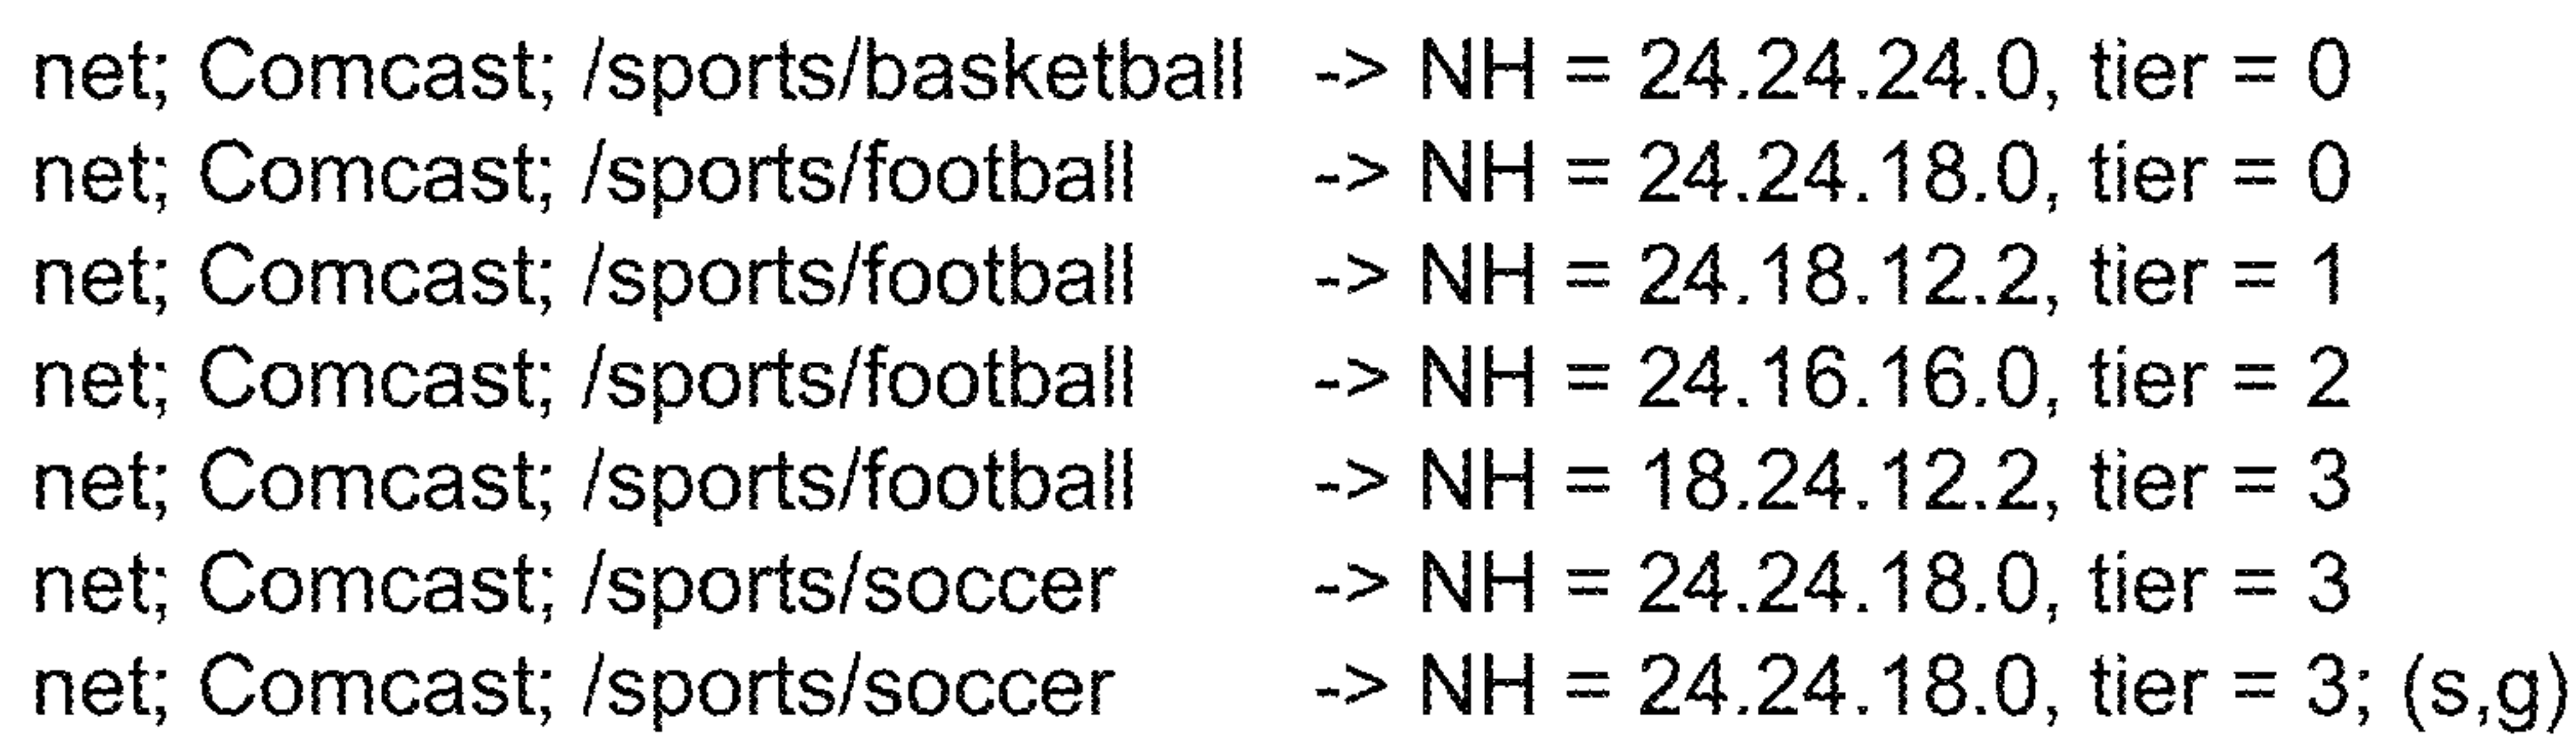 net; Comcast; /sports/basketball -> NH = 24.24.24.0, tier = 0
net; Comcast; /sports/football -> NH = 24.24.18.0, tier = 0
net; Comcast; /sports/football -> NH = 24.18.12.2, tier = 1
net; Comcast; /sports/football -> NH = 24.16.16.0, tier = 2
net; Comcast; /sports/football -> NH = 18.24.12.2, tier = 3
net; Comcast; /sports/soccer -> NH = 24.24.18.0, tier = 3
net; Comcast; /sports/soccer -> NH = 24.24.18.0, tier = 3; (s,g)